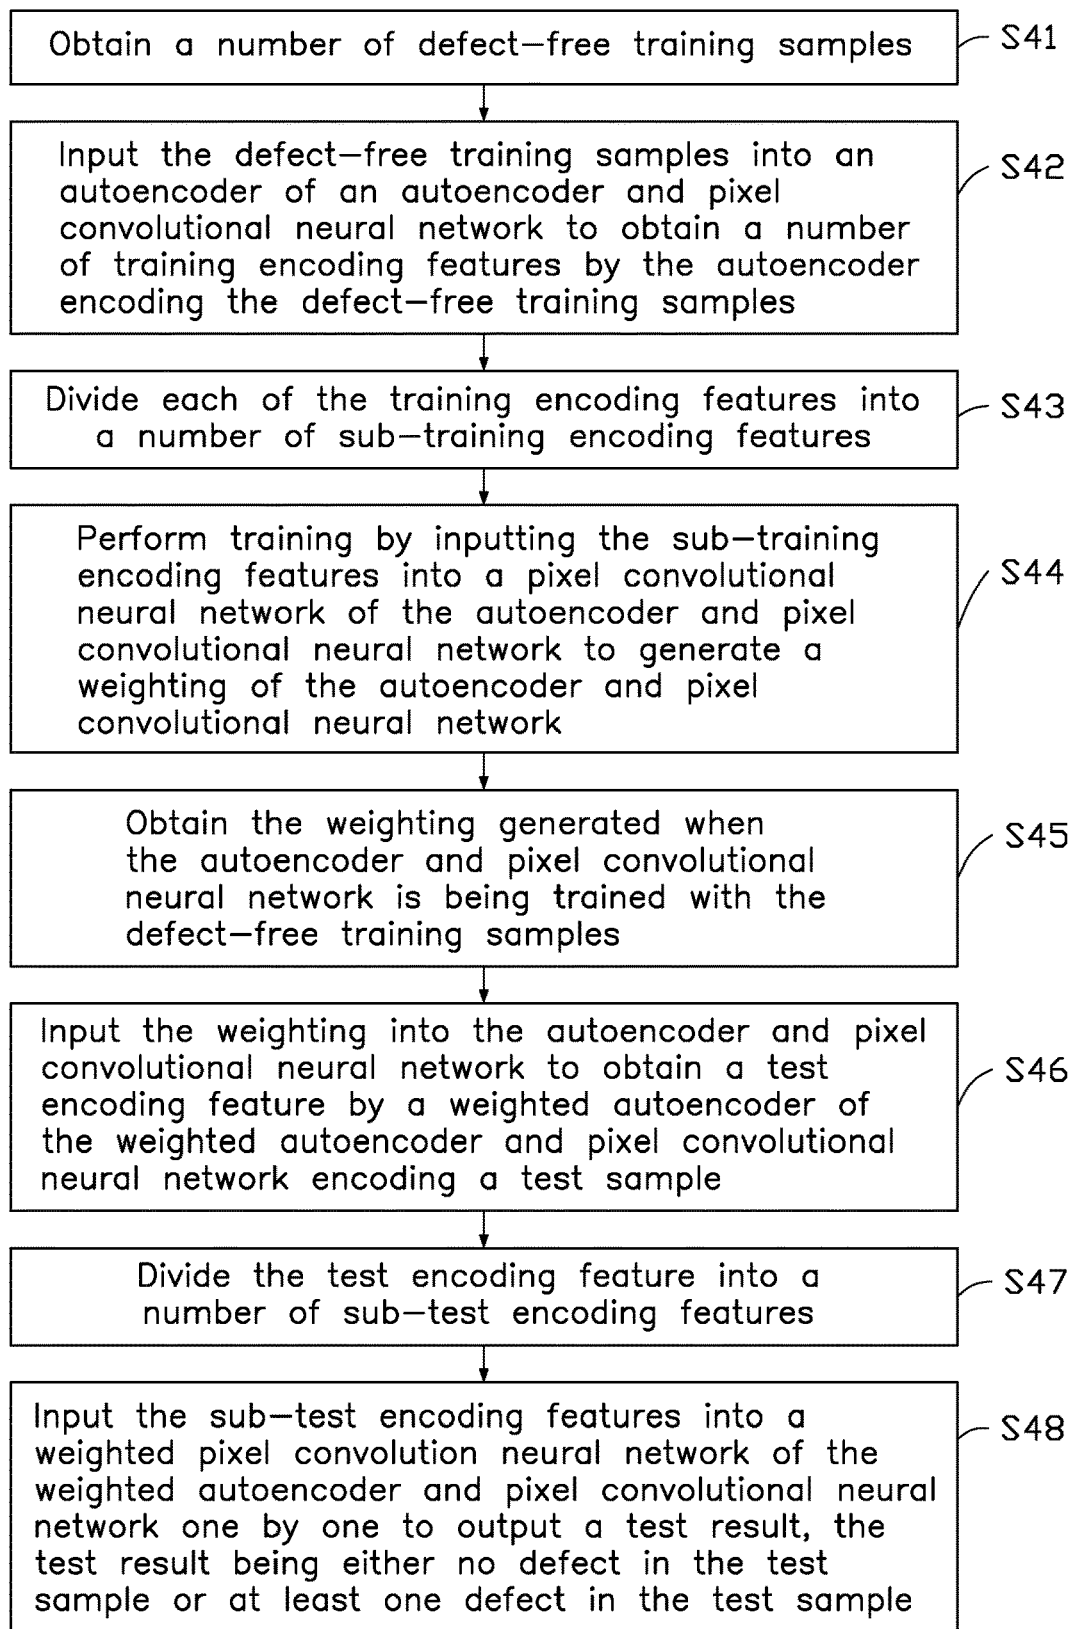 Obtain a number of defect-free training samples
S41
Input the defect-free training samples into an
autoencoder of an autoencoder and pixel
convolutional neural network to obtain a number
of training encoding features by the autoencoder
encoding the defect-free training samples
S42
Divide each of the training encoding features into
a number of sub-training encoding features
S43
Perform training by inputting the sub-training
encoding features into a pixel convolutional
neural network of the autoencoder and pixel
convolutional neural network to generate a
weighting of the autoencoder and pixel
convolutional neural network
S44
Obtain the weighting generated when
the autoencoder and pixel convolutional
neural network is being trained with the
defect-free training samples
S45
Input the weighting into the autoencoder and pixel
convolutional neural network to obtain a test
encoding feature by a weighted autoencoder of
the weighted autoencoder and pixel convolutional
neural network encoding a test sample
S46
Divide the test encoding feature into a
number of sub-test encoding features
S47
Input the sub-test encoding features into a
weighted pixel convolution neural network of the
weighted autoencoder and pixel convolutional neural
network one by one to output a test result, the
test result being either no defect in the test
sample or at least one defect in the test sample
S48